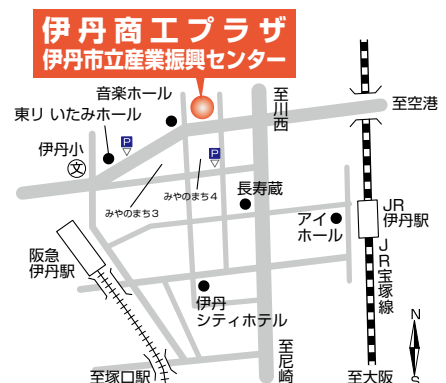 伊丹商工プラザ
伊丹市立産業振興センター
音楽ホール
東リ いたみホール
至川西
至空港
P
伊丹小
文
P
みやのまち3
みやのまち4
長寿蔵
アイ
ホール
JR
伊丹駅
阪急
伊丹駅
JR宝塚線
伊丹
シティホテル
N
S
至尼崎
至塚口駅
至大阪